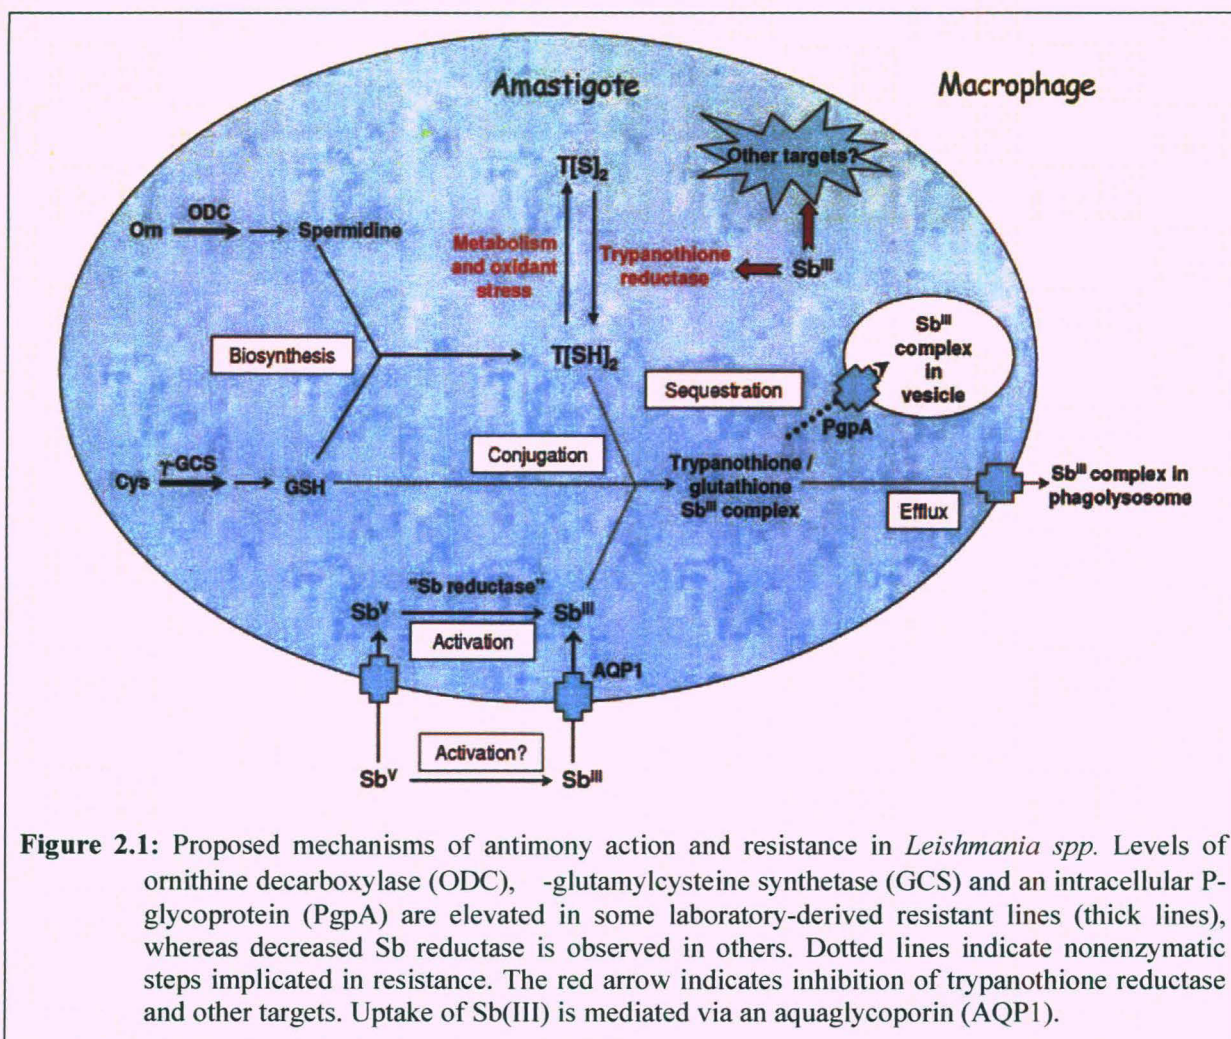 Amastigote
Macrophage
Other targets?
T[S]₂
ODC
Orn
Spermidine
Metabolism
and oxidant
stress
Trypanothione
reductase
Sbᴵᴵᴵ
Biosynthesis
T[SH]₂
Sbᴵᴵᴵ
complex
in
vesicle
Sequestration
PgpA
Conjugation
γ-GCS
Cys
GSH
Trypanothione /
glutathione
Sbᴵᴵᴵ complex
Sbᴵᴵᴵ complex in
phagolysosome
Efflux
"Sb reductase"
Sbⱽ
Sbᴵᴵᴵ
Activation
AQP1
Activation?
Sbⱽ
Sbᴵᴵᴵ
Figure 2.1: Proposed mechanisms of antimony action and resistance in Leishmania spp. Levels of
ornithine decarboxylase (ODC), -glutamylcysteine synthetase (GCS) and an intracellular P-
glycoprotein (PgpA) are elevated in some laboratory-derived resistant lines (thick lines),
whereas decreased Sb reductase is observed in others. Dotted lines indicate nonenzymatic
steps implicated in resistance. The red arrow indicates inhibition of trypanothione reductase
and other targets. Uptake of Sb(III) is mediated via an aquaglycoporin (AQP1).